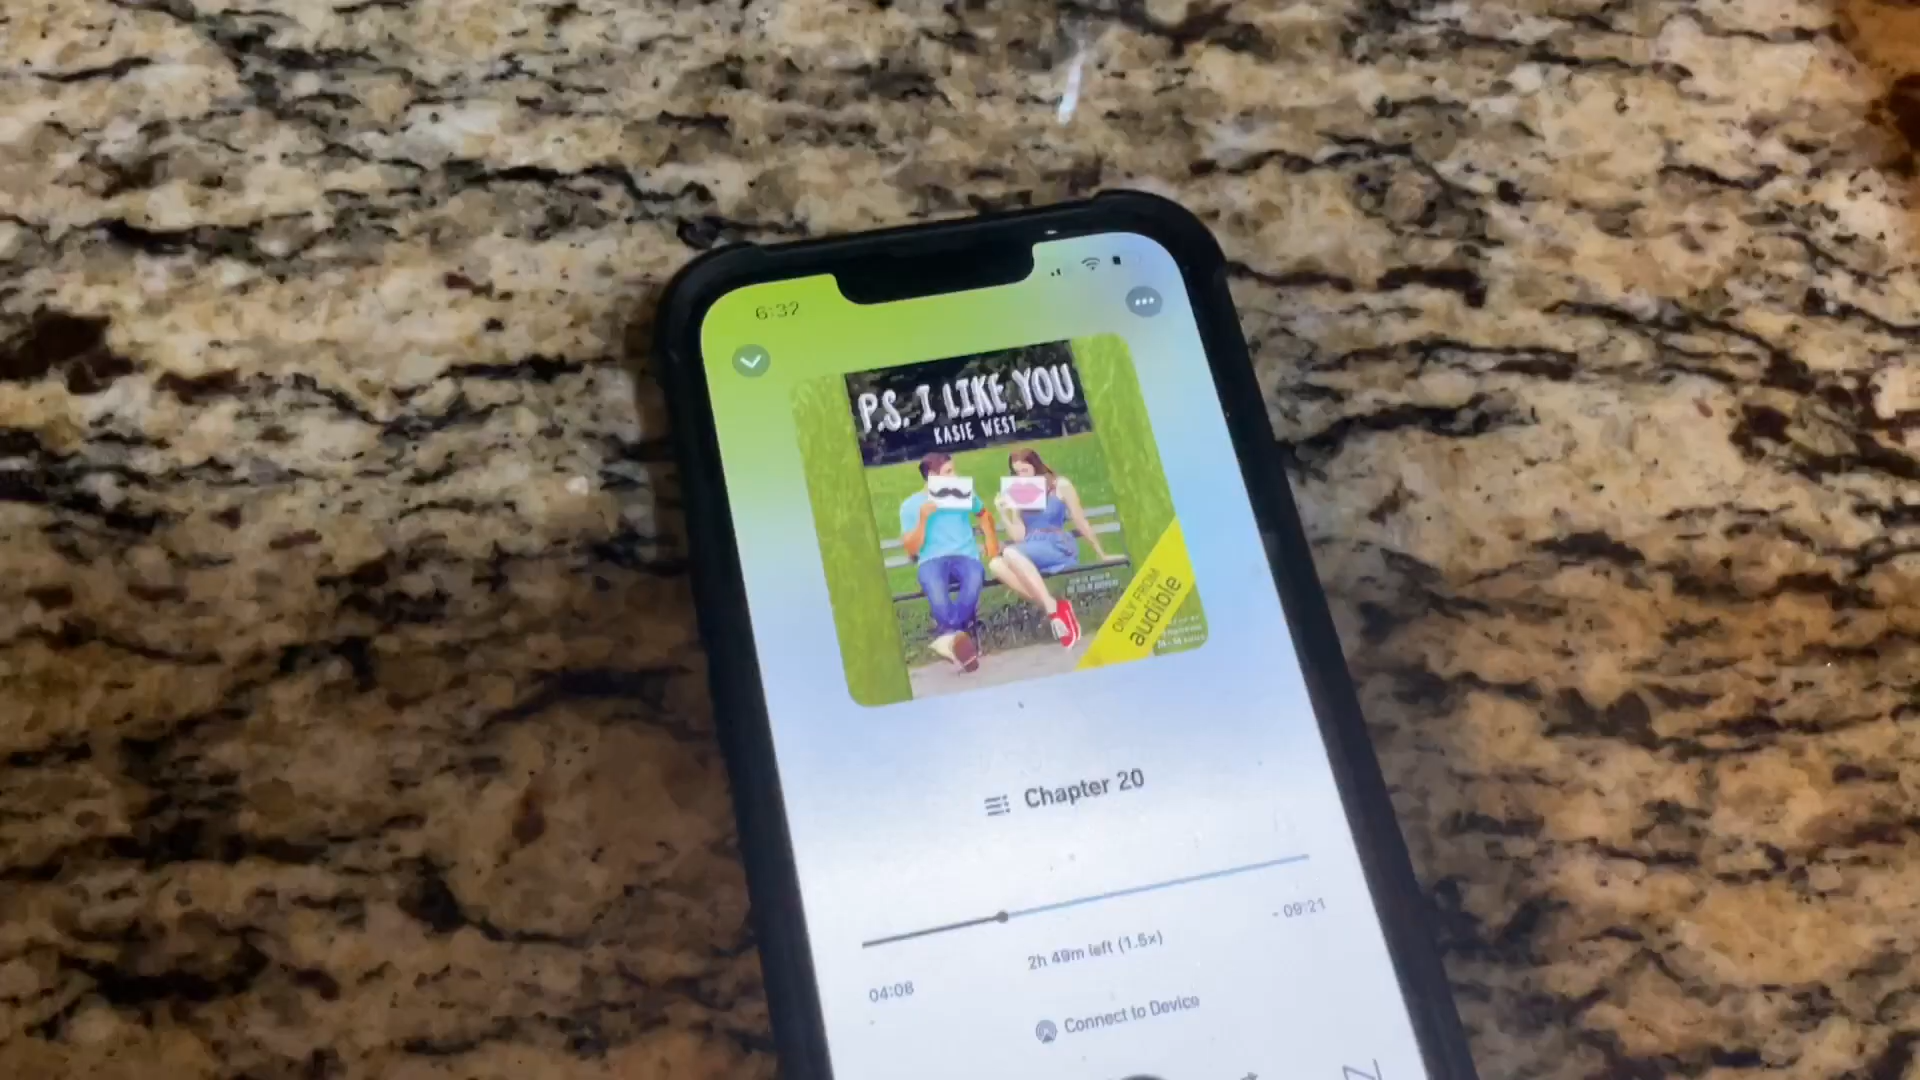 6:32
P.S. I LIKE YOU
KASIE WEST
ONLY FROM
audible
Chapter 20
04:08
- 09:21
2h 49m left (1.5x)
Connect to Device